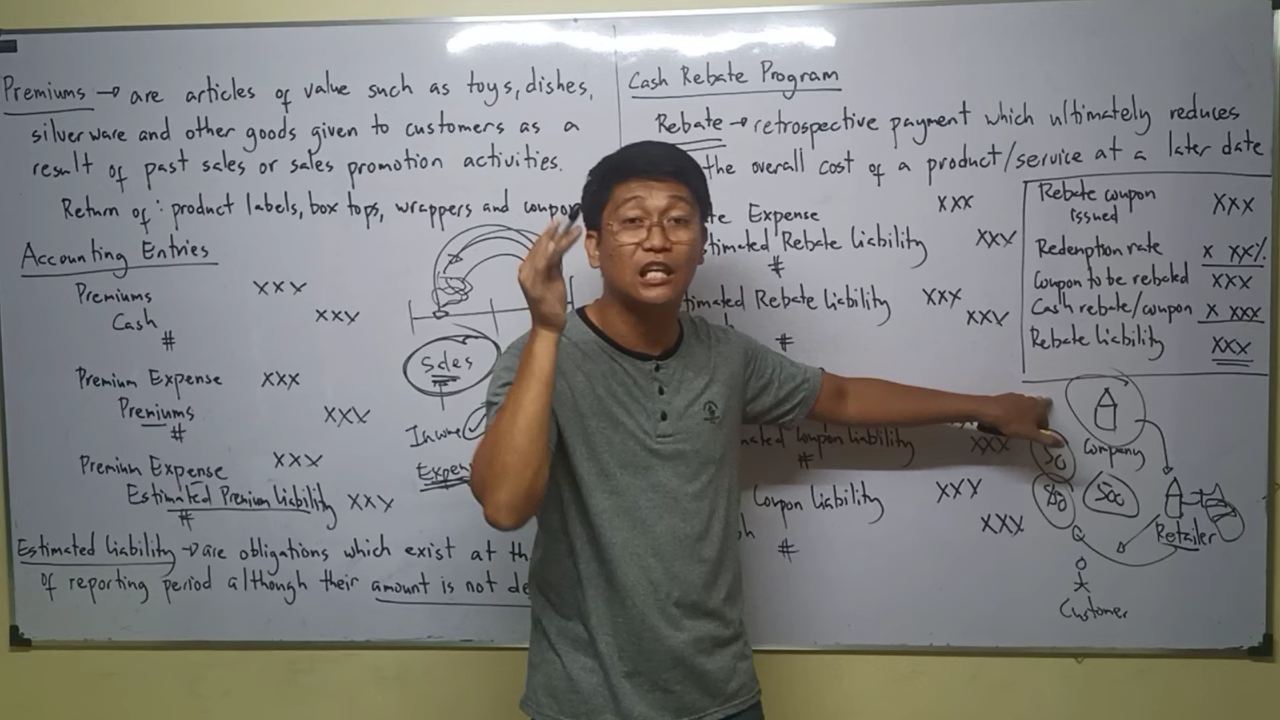 Premiums → are articles of value such as toys, dishes,
silverware and other goods given to customers as a
result of past sales or sales promotion activities.
Return of: product labels, box tops, wrappers and coupon
Accounting Entries
Premiums XXX
Cash XXX
#
Premium Expense XXX
Premiums XXX
#
Premium Expense XXX
Estimated Premium Liability XXX
#
Sales
Income
Expen
Estimated Liability → are obligations which exist at th
of reporting period although their amount is not de
Cash Rebate Program
Rebate → retrospective payment which ultimately reduces
the overall cost of a product/service at a later date
te Expense XXX
timated Rebate Liability XXX
#
timated Rebate Liability XXX
XXX
#
mated Coupon Liability XXX
#
Coupon Liability XXX
sh XXX
#
Rebate coupon
issued XXX
Redemption rate x XX%
Coupon to be rebated XXX
Cash rebate/coupon x XXX
Rebate Liability XXX
Company
50
500
Retailer
Customer